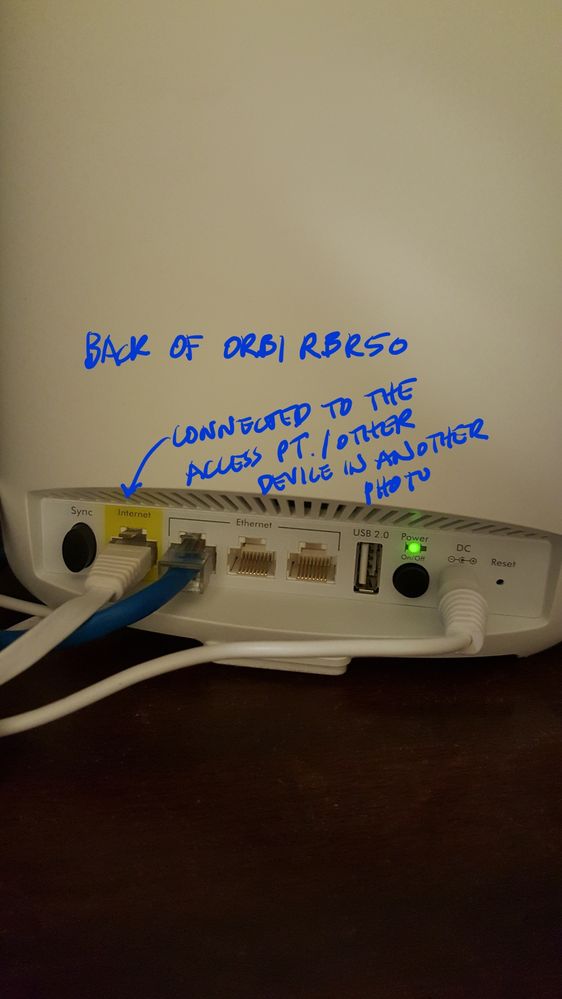 BACK OF ORBI RBR50
CONNECTED TO THE
ACCESS PT./OTHER
DEVICE IN ANOTHER
PHOTO
Sync
Internet
Ethernet
USB 2.0
Power
On/Off
DC
Reset